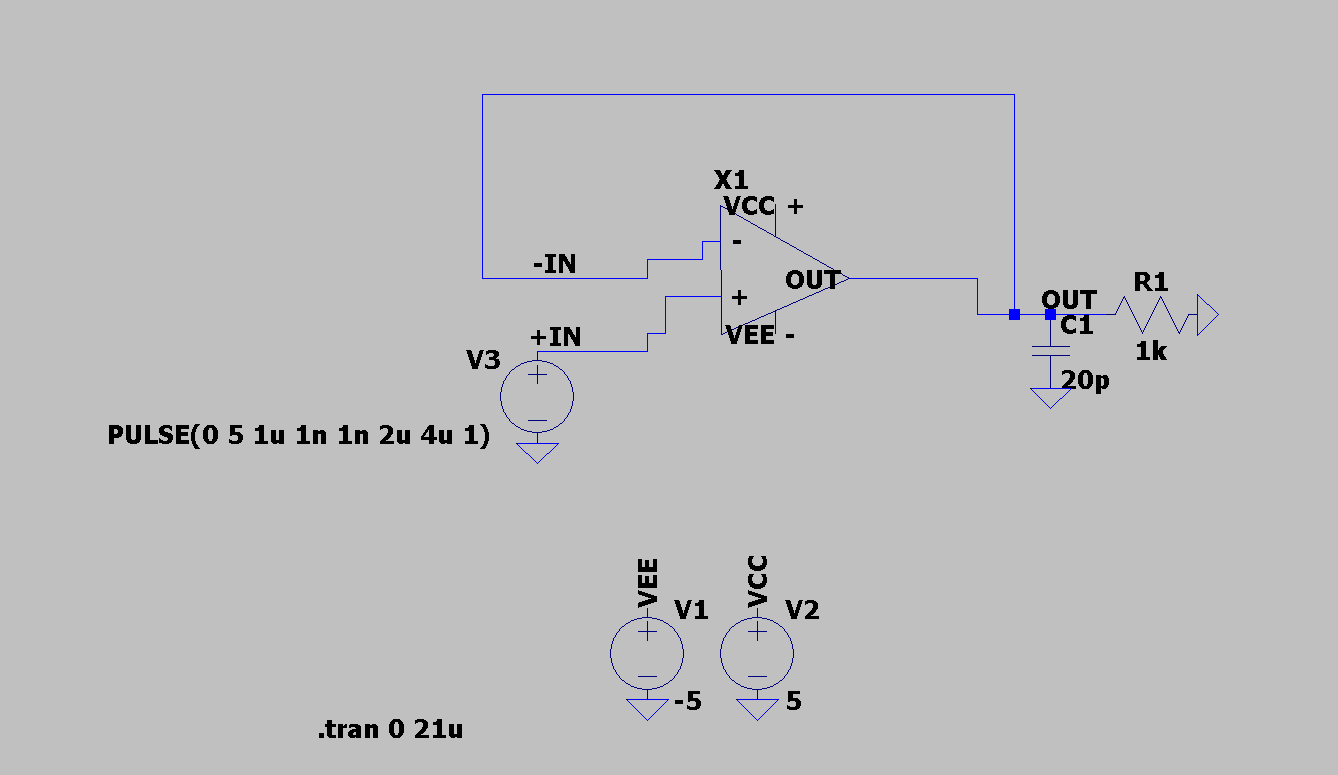 X1
VCC +
-
-IN
OUT
+
+IN
VEE -
V3
OUT
R1
C1
1k
20p
PULSE(0 5 1u 1n 1n 2u 4u 1)
VEE
VCC
V1
V2
-5
5
.tran 0 21u